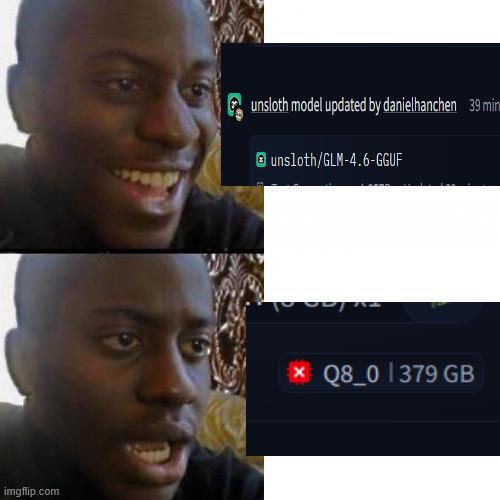 unsloth model updated by danielhanchen 39 min
unsloth/GLM-4.6-GGUF
Q8_0 | 379 GB
imgflip.com